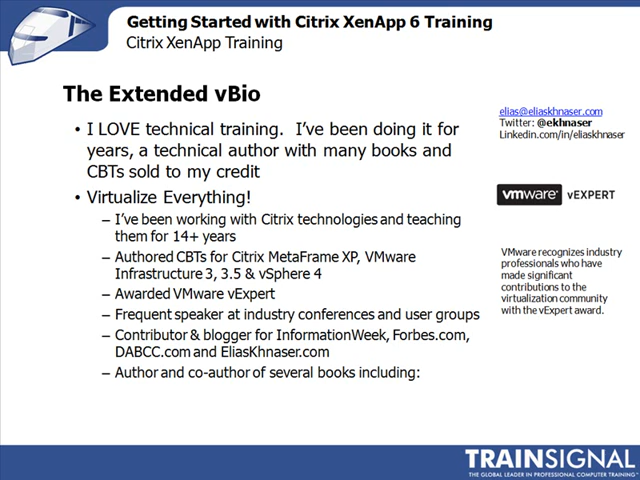 Getting Started with Citrix XenApp 6 Training
Citrix XenApp Training
The Extended vBio
• I LOVE technical training.  I've been doing it for
years, a technical author with many books and
CBTs sold to my credit
• Virtualize Everything!
– I've been working with Citrix technologies and teaching
them for 14+ years
– Authored CBTs for Citrix MetaFrame XP, VMware
Infrastructure 3, 3.5 & vSphere 4
– Awarded VMware vExpert
– Frequent speaker at industry conferences and user groups
– Contributor & blogger for InformationWeek, Forbes.com,
DABCC.com and EliasKhnaser.com
– Author and co-author of several books including:
elias@eliaskhnaser.com
Twitter: @ekhnaser
Linkedin.com/in/eliaskhnaser
vmware vEXPERT
VMware recognizes industry
professionals who have
made significant
contributions to the
virtualization community
with the vExpert award.
TRAINSIGNAL
THE GLOBAL LEADER IN PROFESSIONAL COMPUTER TRAINING